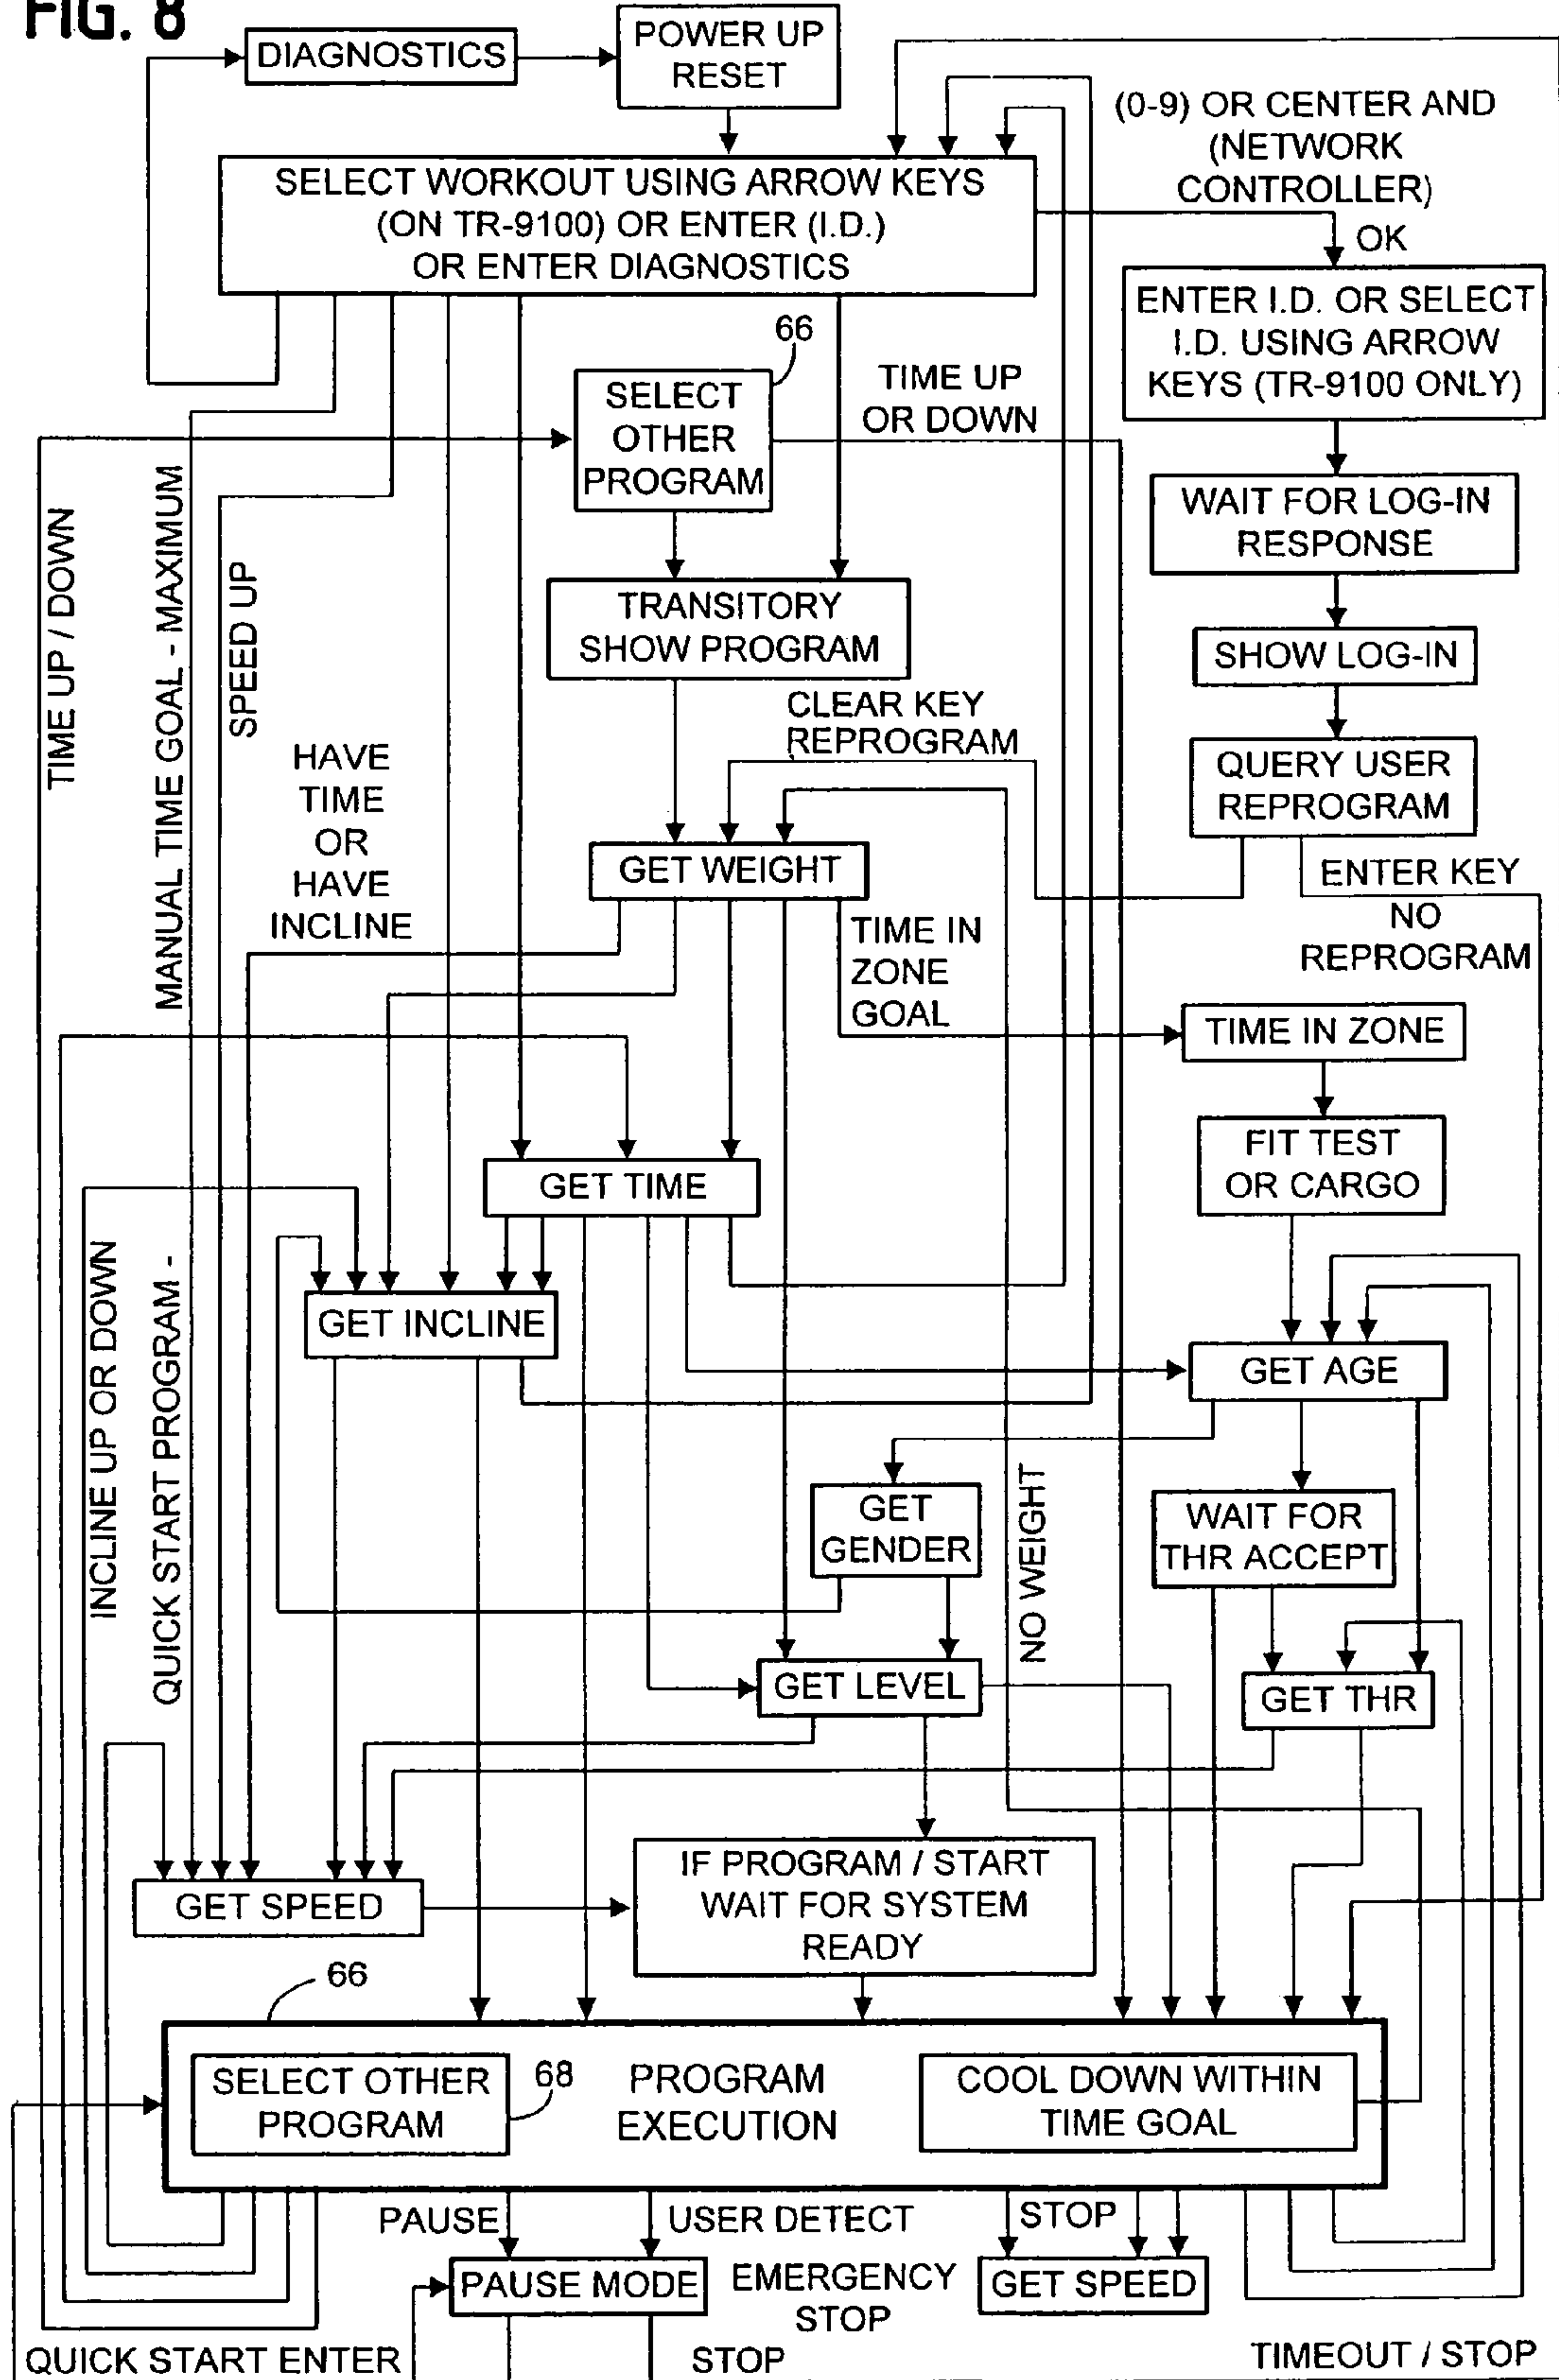 FIG. 8
DIAGNOSTICS
POWER UP
RESET
(0-9) OR CENTER AND
(NETWORK
CONTROLLER)
SELECT WORKOUT USING ARROW KEYS
(ON TR-9100) OR ENTER (I.D.)
OR ENTER DIAGNOSTICS
OK
ENTER I.D. OR SELECT
I.D. USING ARROW
KEYS (TR-9100 ONLY)
66
SELECT
OTHER
PROGRAM
TIME UP
OR DOWN
WAIT FOR LOG-IN
RESPONSE
TIME UP / DOWN
MANUAL TIME GOAL - MAXIMUM
SPEED UP
TRANSITORY
SHOW PROGRAM
SHOW LOG-IN
CLEAR KEY
REPROGRAM
QUERY USER
REPROGRAM
HAVE
TIME
OR
HAVE
INCLINE
GET WEIGHT
ENTER KEY
NO
REPROGRAM
TIME IN
ZONE
GOAL
TIME IN ZONE
FIT TEST
OR CARGO
GET TIME
INCLINE UP OR DOWN
QUICK START PROGRAM -
GET INCLINE
GET AGE
GET
GENDER
NO WEIGHT
WAIT FOR
THR ACCEPT
GET LEVEL
GET THR
IF PROGRAM / START
WAIT FOR SYSTEM
READY
GET SPEED
66
SELECT OTHER
PROGRAM
68
PROGRAM
EXECUTION
COOL DOWN WITHIN
TIME GOAL
PAUSE
USER DETECT
STOP
PAUSE MODE
EMERGENCY
STOP
GET SPEED
QUICK START ENTER
STOP
TIMEOUT / STOP